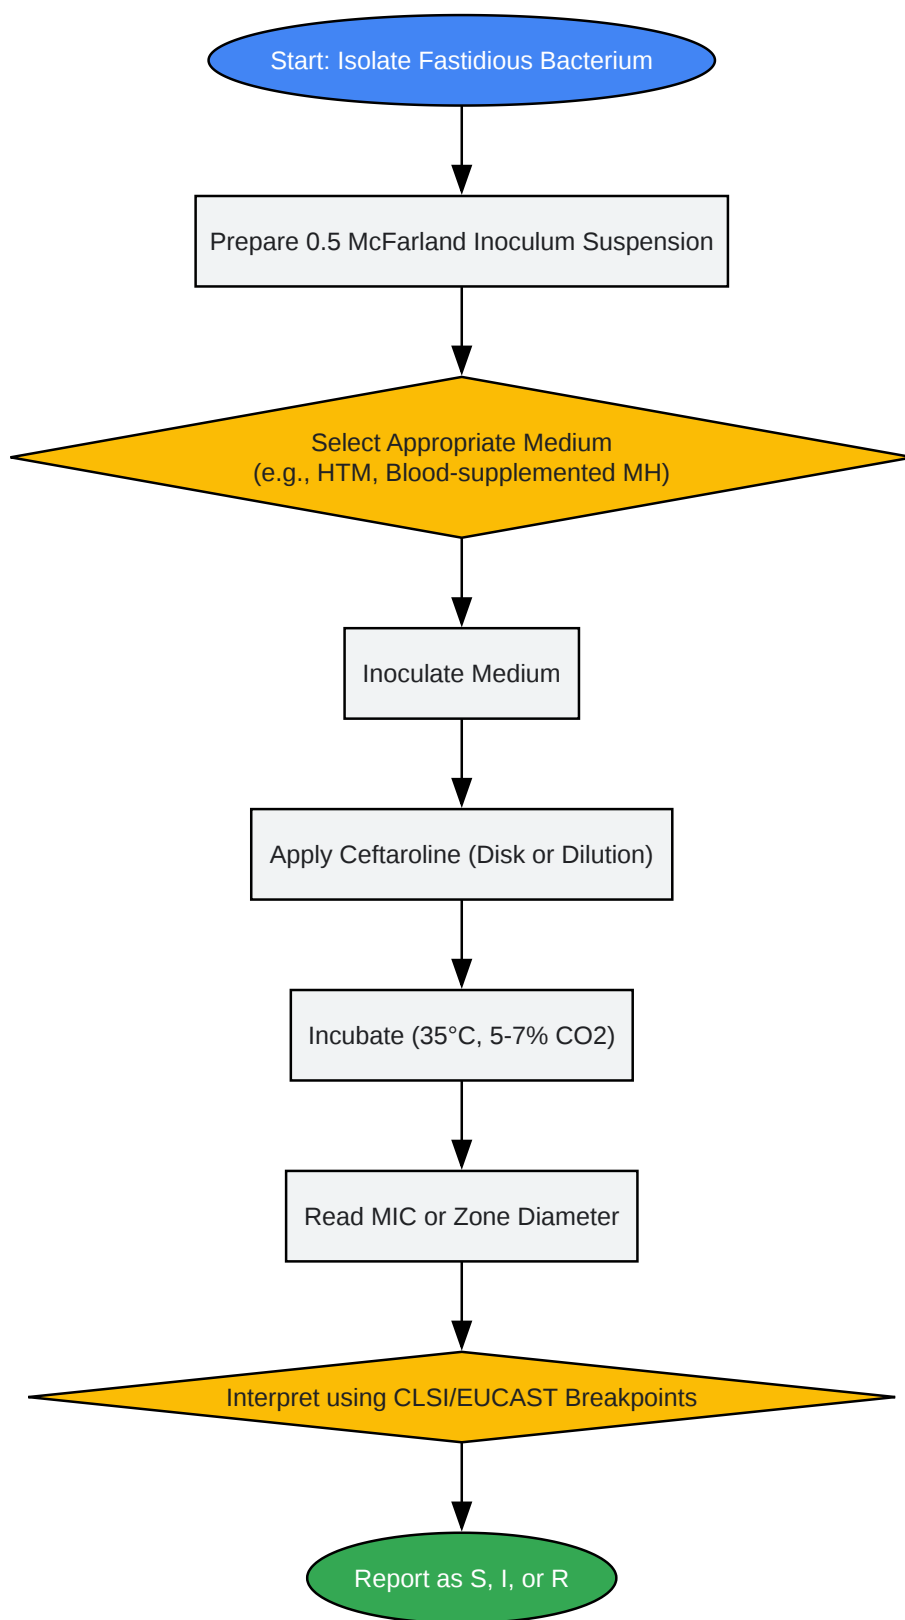 Start: Isolate Fastidious Bacterium
Prepare 0.5 McFarland Inoculum Suspension
Select Appropriate Medium
(e.g., HTM, Blood-supplemented MH)
Inoculate Medium
Apply Ceftaroline (Disk or Dilution)
Incubate (35°C, 5-7% CO2)
Read MIC or Zone Diameter
Interpret using CLSI/EUCAST Breakpoints
Report as S, I, or R